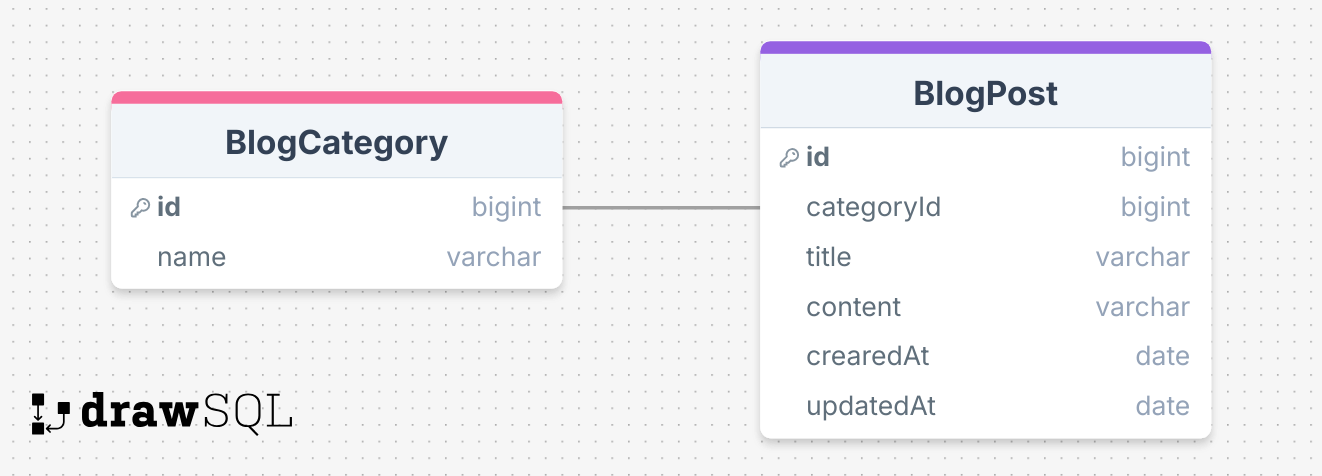 BlogCategory
id bigint
name varchar
BlogPost
id bigint
categoryId bigint
title varchar
content varchar
crearedAt date
updatedAt date
drawSQL